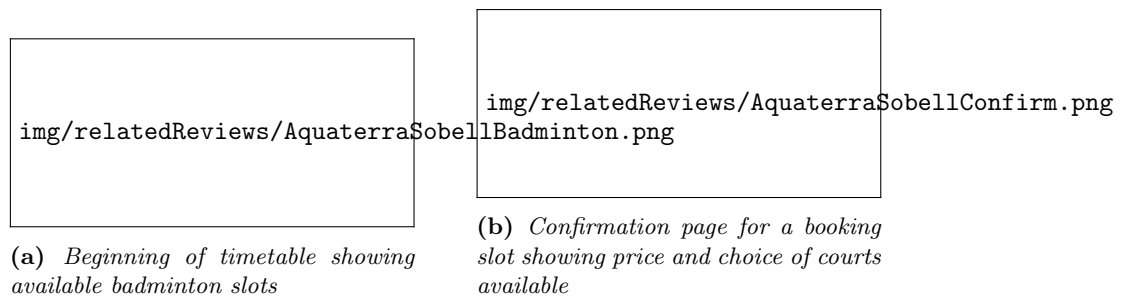 img/relatedReviews/AquaterraSobellBadminton.png
(a) Beginning of timetable showing
available badminton slots
img/relatedReviews/AquaterraSobellConfirm.png
(b) Confirmation page for a booking
slot showing price and choice of courts
available